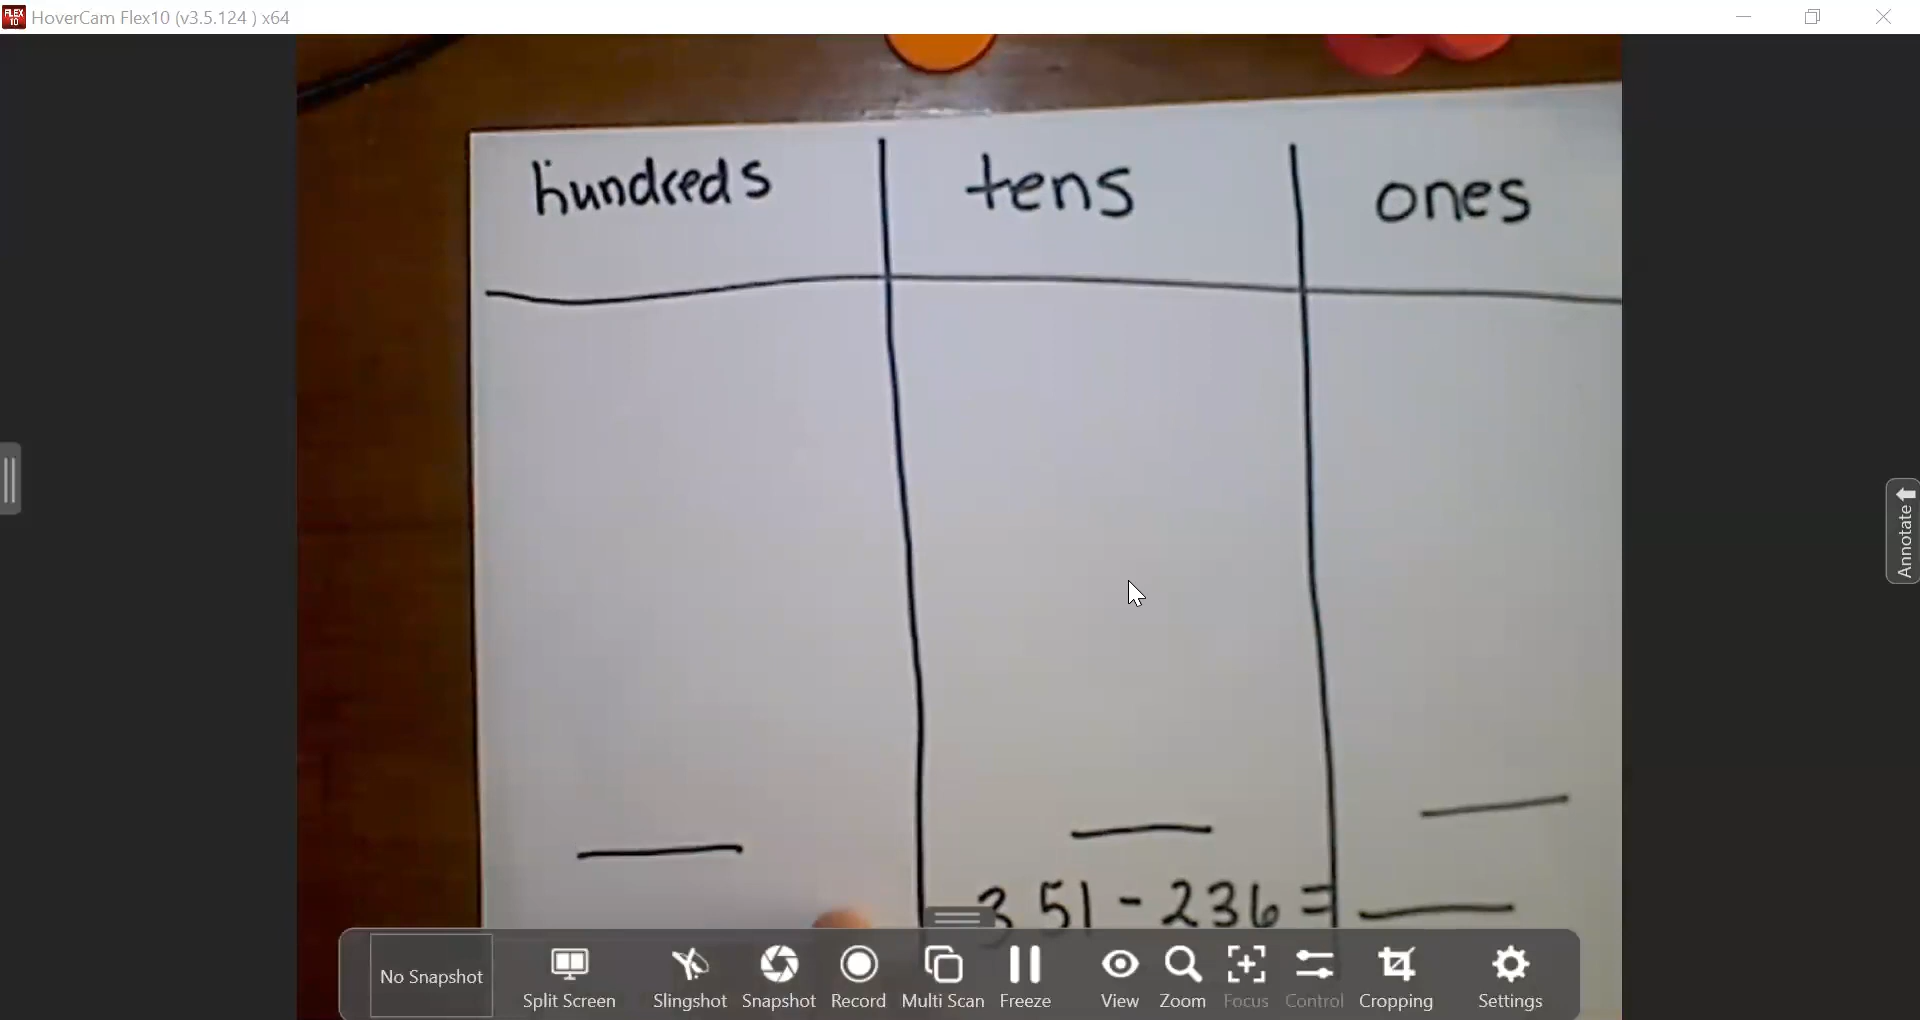 HoverCam Flex10 (v3.5.124 ) x64
hundreds tens ones
351 - 236 =
Annotate
No Snapshot
Split Screen Slingshot Snapshot Record Multi Scan Freeze View Zoom Focus Control Cropping Settings